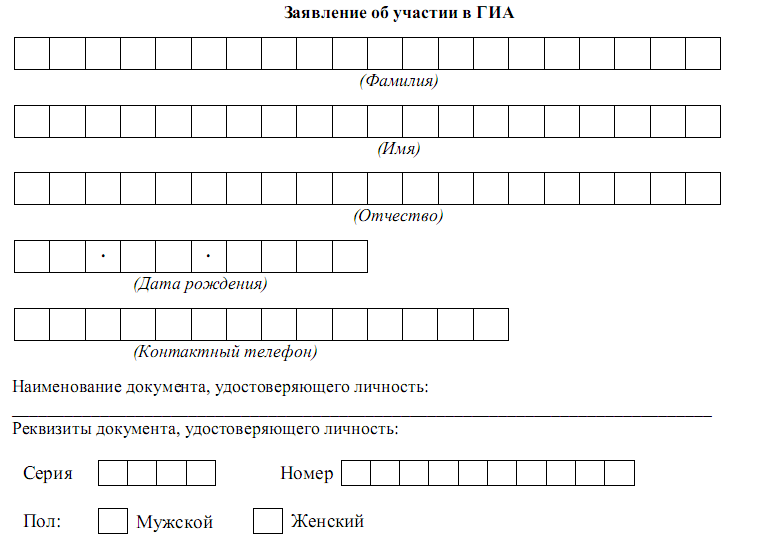 Заявление об участии в ГИА
(Фамилия)
(Имя)
(Отчество)
. .
(Дата рождения)
(Контактный телефон)
Наименование документа, удостоверяющего личность:
Реквизиты документа, удостоверяющего личность:
Серия Номер
Пол: Мужской Женский